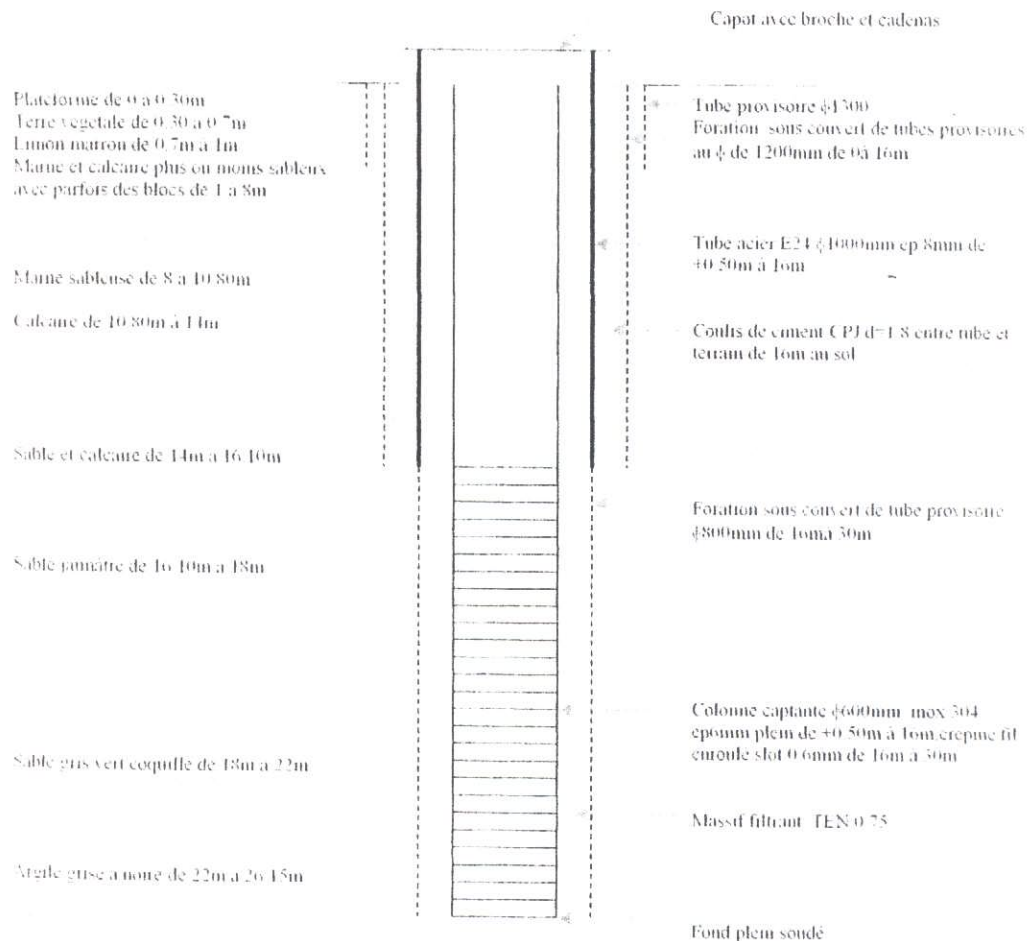 Capot avec broche et cadenas
Plateforme de 0 a 0.30m
Terre vegetale de 0.30 a 0.7m
Limon marron de 0.7m a 1m
Marne et calcaire plus ou moins sableux
avec parfois des blocs de 1 a 8m
Marne sableuse de 8 a 10.80m
Calcaire de 10.80m à 14m
Sable et calcaire de 14m a 16.10m
Sable jaunâtre de 16.10m a 18m
Sable gris vert coquillé de 18m a 22m
Argile grise a noire de 22m a 26.15m
Tube provisoire ϕ1300
Foration sous couvert de tubes provisoires
au ϕ de 1200mm de 0à 16m
Tube acier E24 ϕ1000mm ep 8mm de
+0.50m à 16m
Coulis de ciment CPJ d=1.8 entre tube et
terrain de 16m au sol
Foration sous couvert de tube provisoire
ϕ800mm de 16ma 30m
Colonne captante ϕ600mm inox 304
ep6mm plein de +0.50m à 16m crepine fil
enroule slot 0.6mm de 16m à 30m
Massif filtrant TEN 0.75
Fond plein soudé